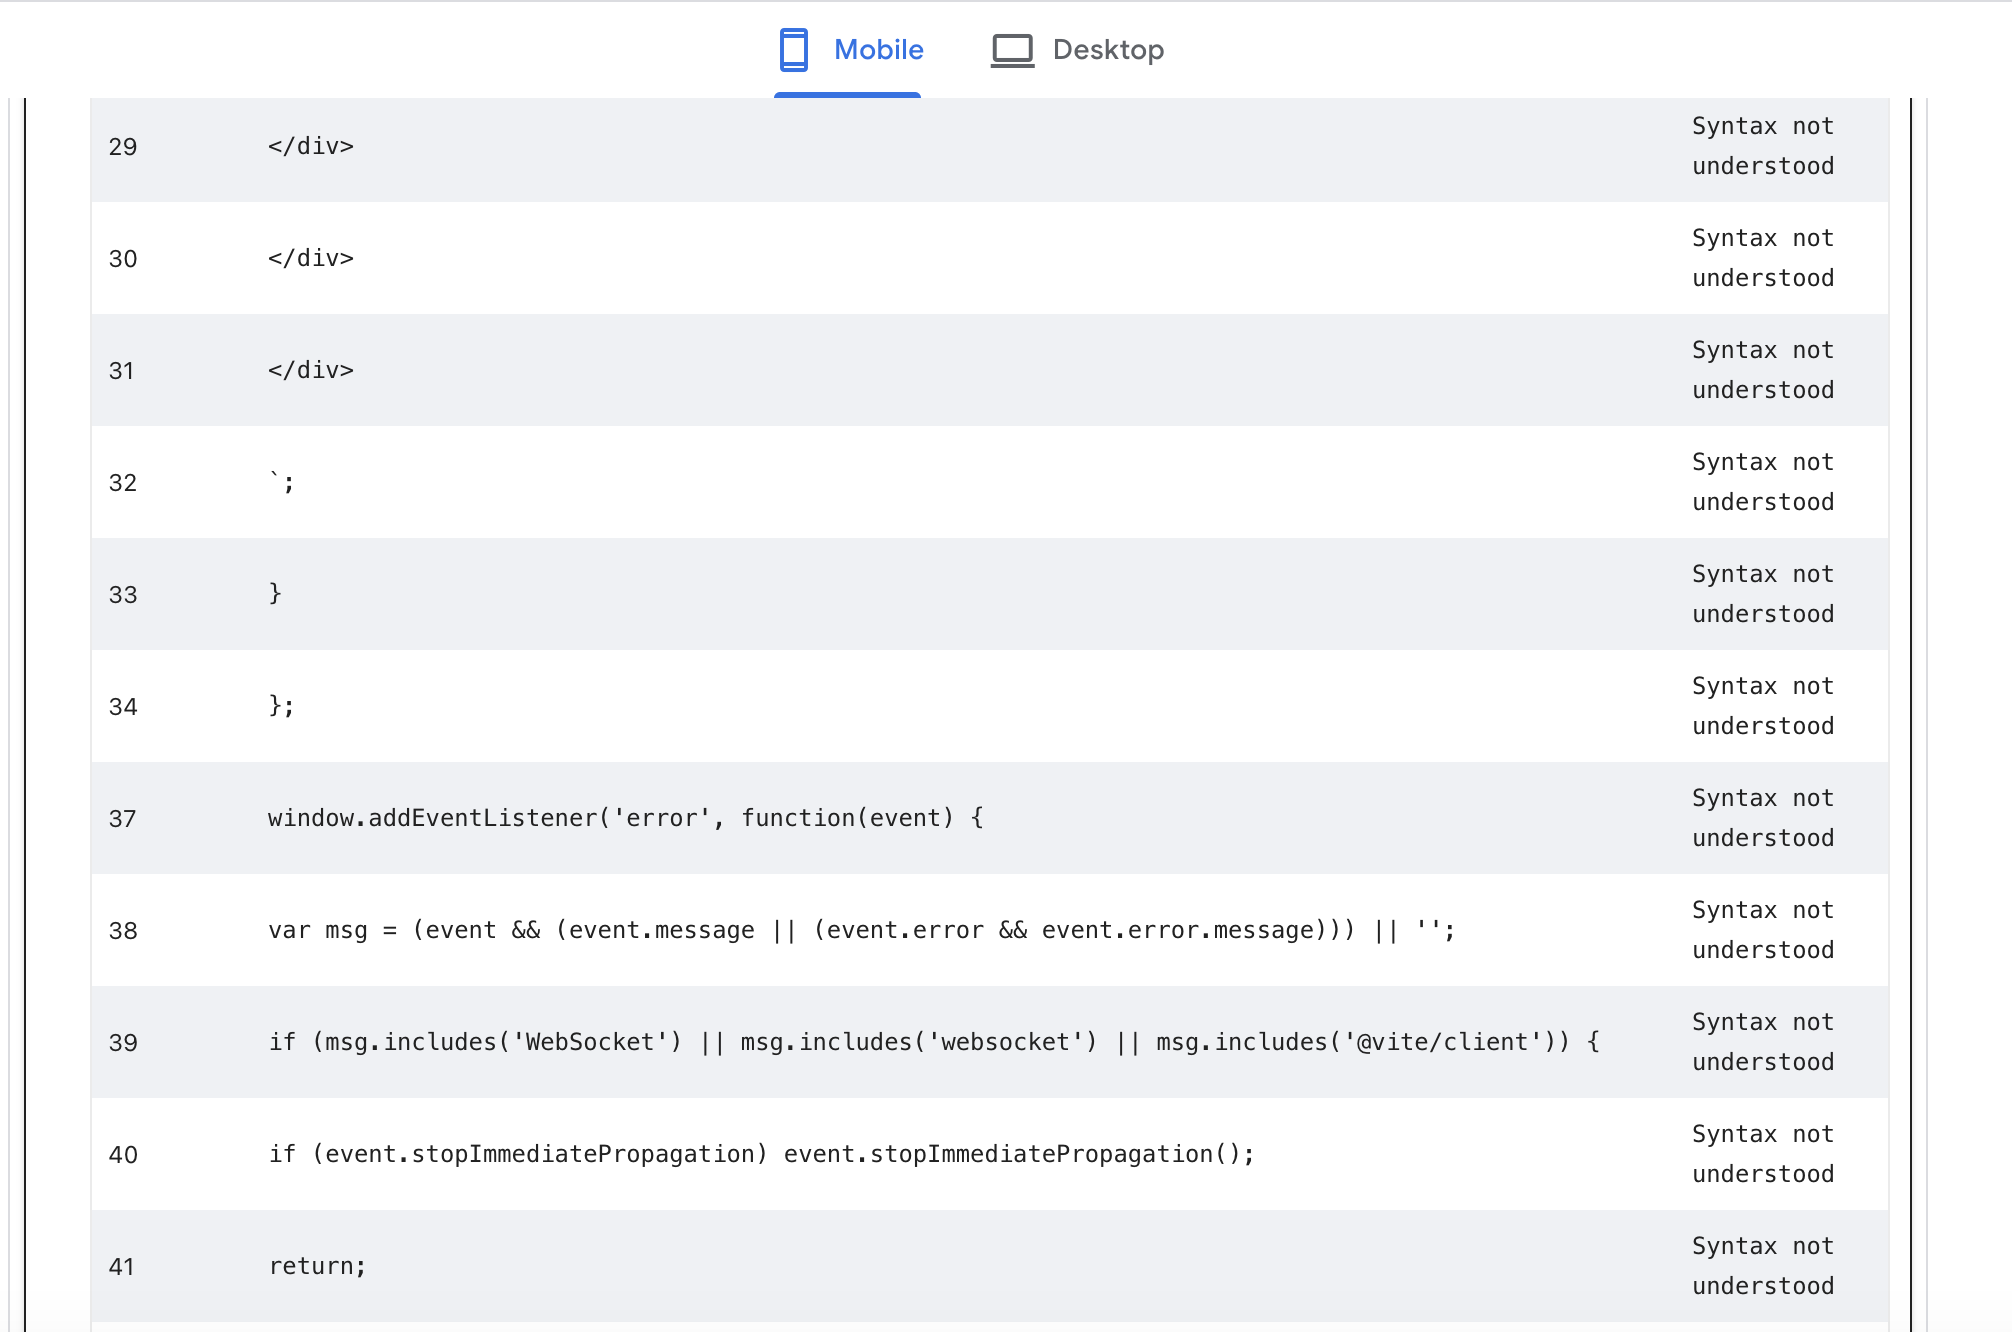 Mobile Desktop
29 </div> Syntax not
understood
30 </div> Syntax not
understood
31 </div> Syntax not
understood
32 `; Syntax not
understood
33 } Syntax not
understood
34 }; Syntax not
understood
37 window.addEventListener('error', function(event) { Syntax not
understood
38 var msg = (event && (event.message || (event.error && event.error.message))) || ''; Syntax not
understood
39 if (msg.includes('WebSocket') || msg.includes('websocket') || msg.includes('@vite/client')) { Syntax not
understood
40 if (event.stopImmediatePropagation) event.stopImmediatePropagation(); Syntax not
understood
41 return; Syntax not
understood